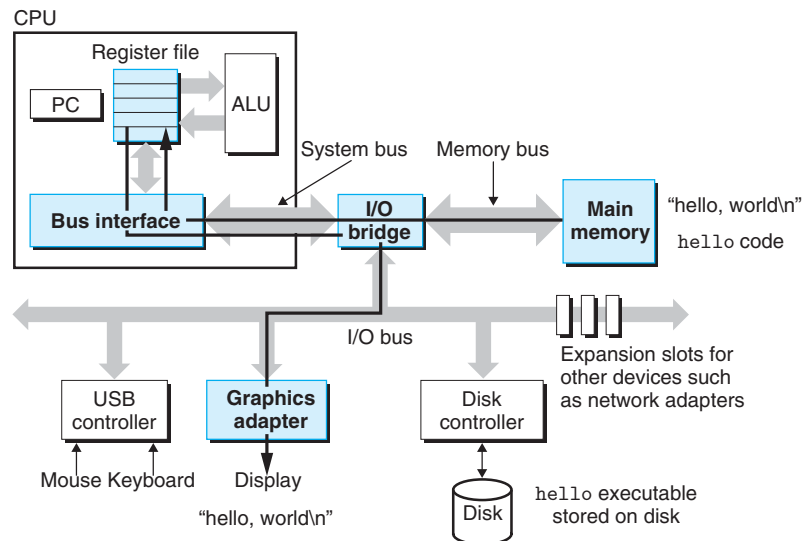 CPU
Register file
PC
ALU
System bus
Memory bus
Bus interface
I/O
bridge
Main
memory
“hello, world\n”
hello code
I/O bus
Expansion slots for
other devices such
as network adapters
USB
controller
Graphics
adapter
Disk
controller
Mouse Keyboard
Display
“hello, world\n”
Disk
hello executable
stored on disk